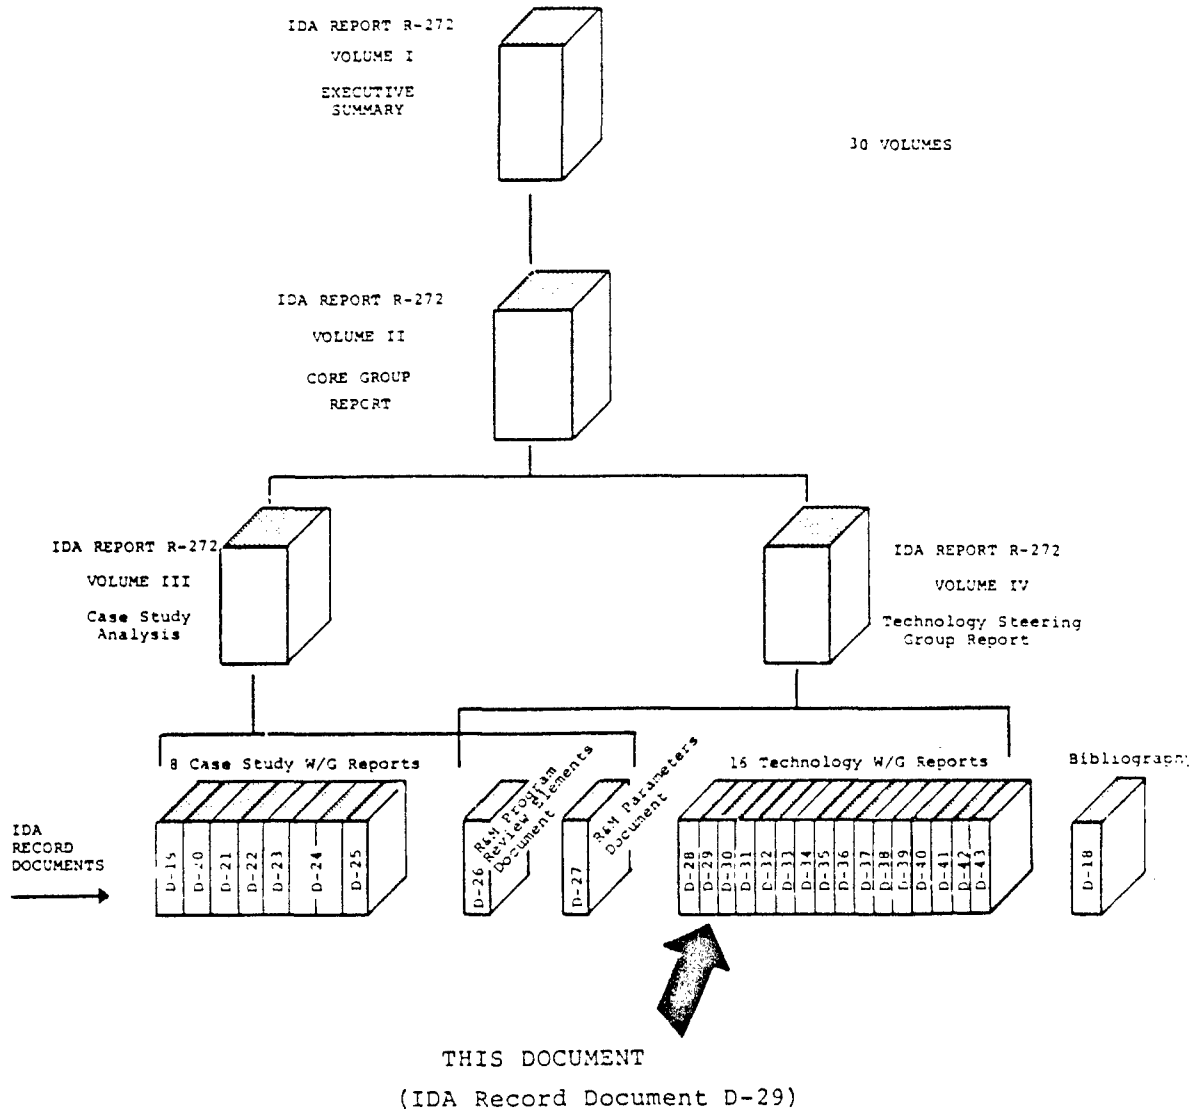 IDA REPORT R-272
VOLUME I
EXECUTIVE
SUMMARY
30 VOLUMES
IDA REPORT R-272
VOLUME II
CORE GROUP
REPORT
IDA REPORT R-272
VOLUME III
Case Study
Analysis
IDA REPORT R-272
VOLUME IV
Technology Steering
Group Report
8 Case Study W/G Reports
R&M Program
Review Elements
Document
R&M Parameters
Document
16 Technology W/G Reports
Bibliography
IDA
RECORD
DOCUMENTS
D-19
D-20
D-21
D-22
D-23
D-24
D-25
D-26
D-27
D-28
D-29
D-30
D-31
D-32
D-33
D-34
D-35
D-36
D-37
D-38
D-39
D-40
D-41
D-42
D-43
D-18
THIS DOCUMENT
(IDA Record Document D-29)